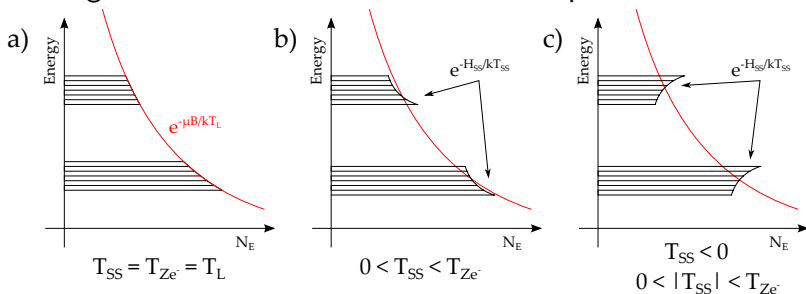 a)
Energy
e^-μB/kT_L
N_E
T_SS = T_Ze- = T_L
b)
Energy
e^-H_SS/kT_SS
N_E
0 < T_SS < T_Ze-
c)
Energy
e^-H_SS/kT_SS
N_E
T_SS < 0
0 < |T_SS| < T_Ze-